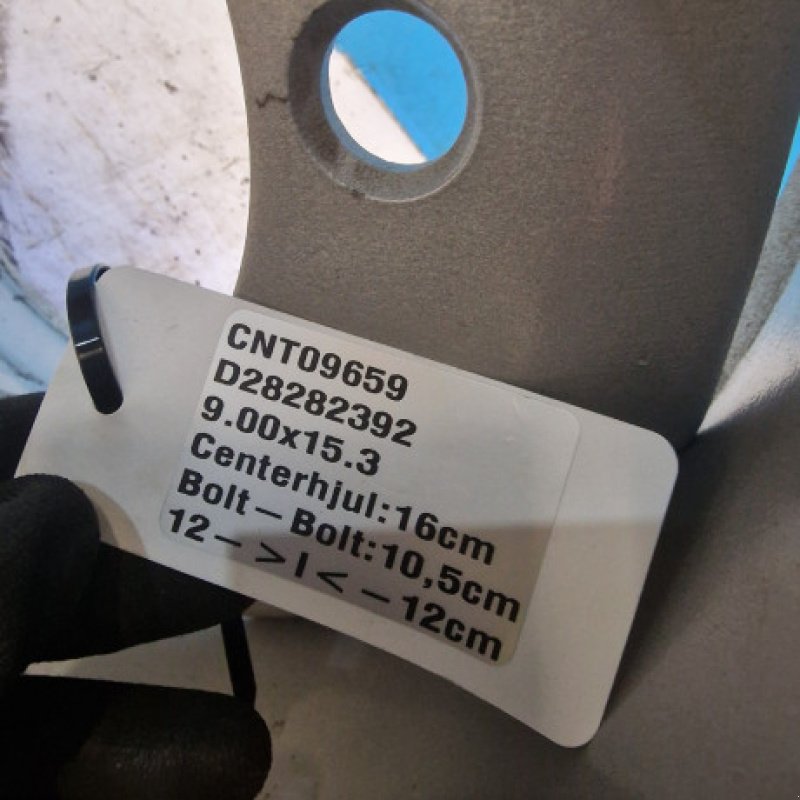 CNT09659
D28282392
9.00x15.3
Centerhjul:16cm
Bolt – Bolt:10,5cm
12 – > I < – 12cm